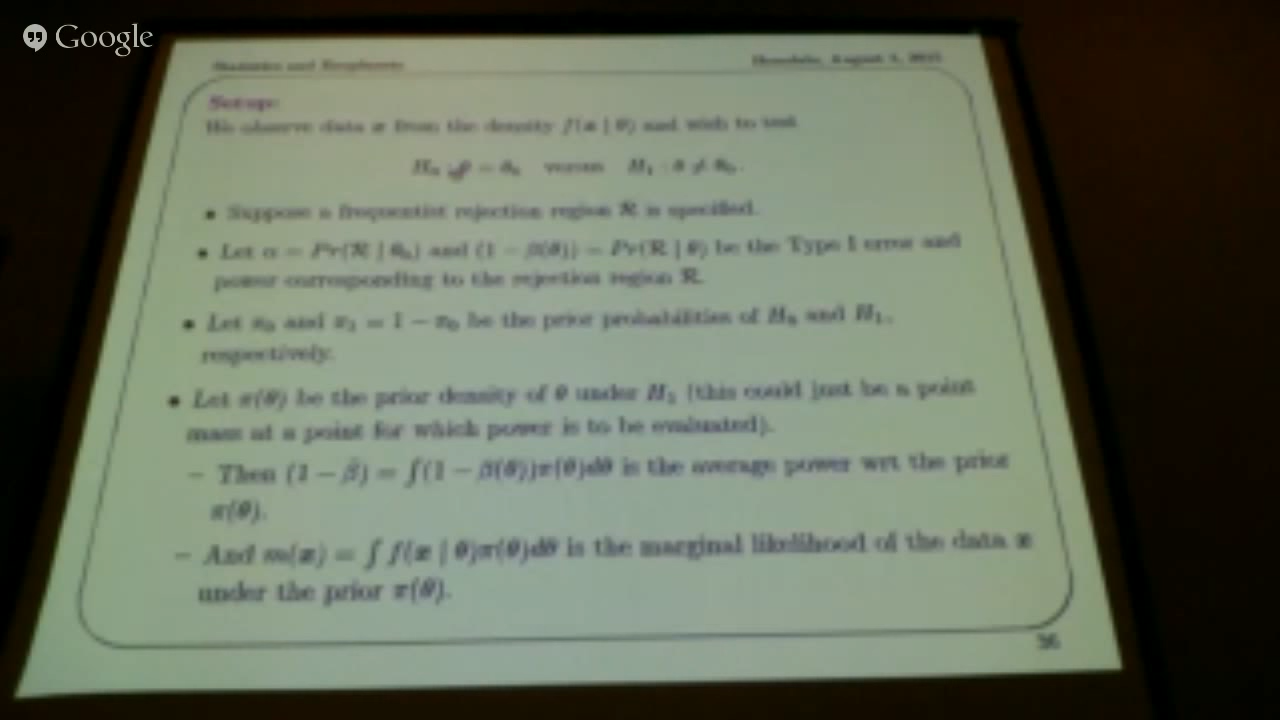 Google
Statistics and
Honolulu, August
Setup:
We observe data x from the density f(x | θ) and wish to test
H₀ : θ = θ₀ versus H₁ : θ ≠ θ₀.
• Suppose a frequentist rejection region ℛ is specified.
• Let α = Pr(ℛ | θ₀) and (1 − β(θ)) = Pr(ℛ | θ) be the Type I error and
power corresponding to the rejection region ℛ.
• Let π₀ and π₁ = 1 − π₀ be the prior probabilities of H₀ and H₁,
respectively.
• Let π(θ) be the prior density of θ under H₁ (this could just be a point
mass at a point for which power is to be evaluated).
– Then (1 − β̄) = ∫(1 − β(θ))π(θ)dθ is the average power wrt the prior
π(θ).
– And m(x) = ∫ f(x | θ)π(θ)dθ is the marginal likelihood of the data x
under the prior π(θ).